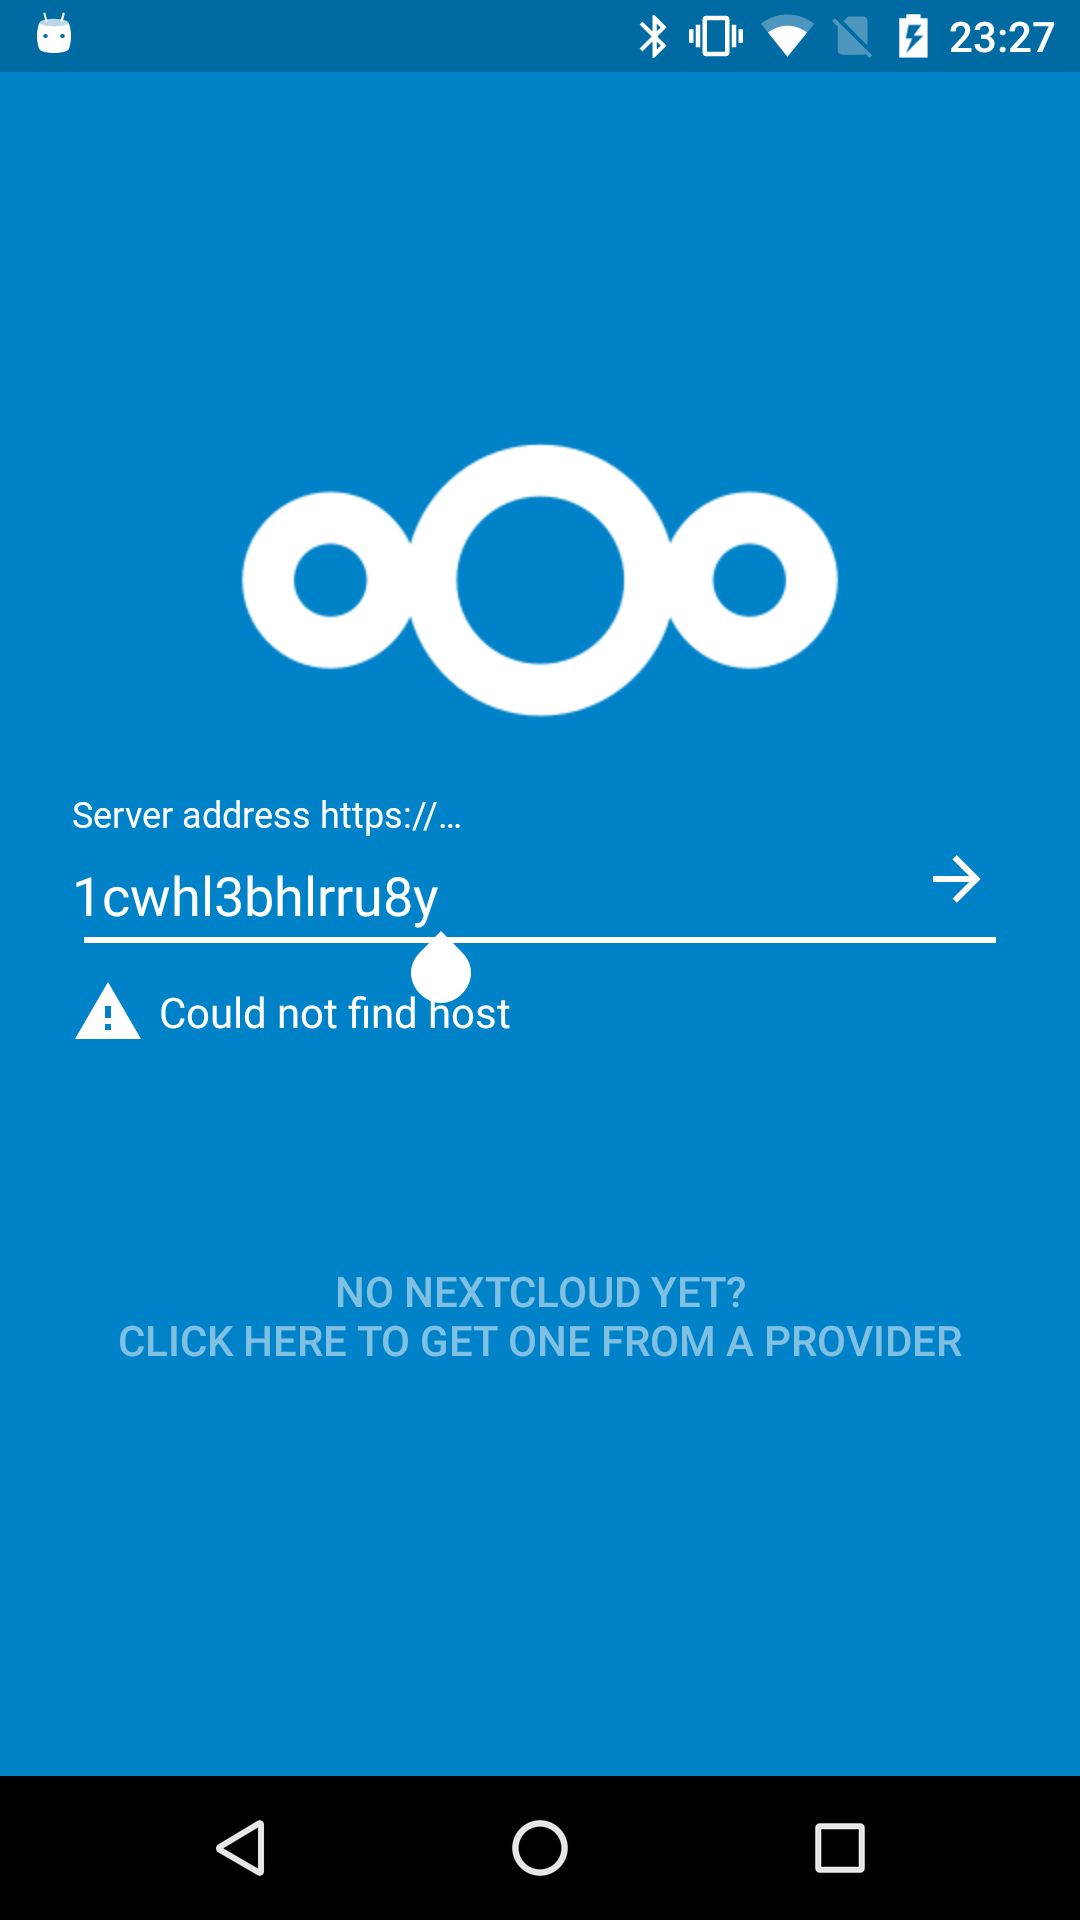 23:27
Server address https://...
1cwhl3bhlrru8y
Could not find host
NO NEXTCLOUD YET?
CLICK HERE TO GET ONE FROM A PROVIDER